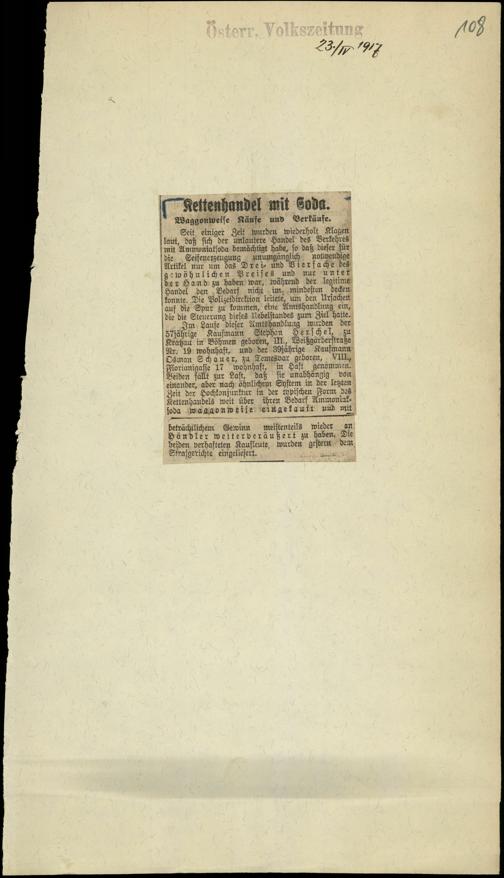 Österr. Volkszeitung
108
23./IV 1917
Kettenhandel mit Soda.
Waggonweise Käufe und Verkäufe.
Seit einiger Zeit wurden wiederholt Klagen
laut, daß sich der unlautere Handel des Verkehres
mit Ammoniaksoda bemächtigt habe, so daß dieser für
die Seifenerzeugung unumgänglich notwendige
Artikel nur um das Drei- und Vierfache des
gewöhnlichen Preises und nur unter
der Hand zu haben war, während der legitime
Handel den Bedarf nicht im mindesten decken
konnte. Die Polizeidirektion leitete, um den Ursachen
auf die Spur zu kommen, eine Amtshandlung ein,
die die Steuerung dieses Uebelstandes zum Ziel hatte.
Im Laufe dieser Amtshandlung wurden der
57jährige Kaufmann Stephan Herschel, zu
Kratzau in Böhmen geboren, III., Weißgärberstraße
Nr. 19 wohnhaft, und der 39jährige Kaufmann
Osman Schauer, zu Temesvar geboren, VIII.,
Florianigasse 17 wohnhaft, in Haft genommen.
Beiden fällt zur Last, daß sie unabhängig von
einander, aber nach ähnlichem System in der letzten
Zeit der Hochkonjunktur in der typischen Form des
Kettenhandels weit über ihren Bedarf Ammoniak-
soda waggonweise eingekauft und mit
beträchtlichem Gewinn meistenteils wieder an
Händler weiterveräußert zu haben. Die
beiden verhafteten Kaufleute, wurden gestern dem
Strafgerichte eingeliefert.